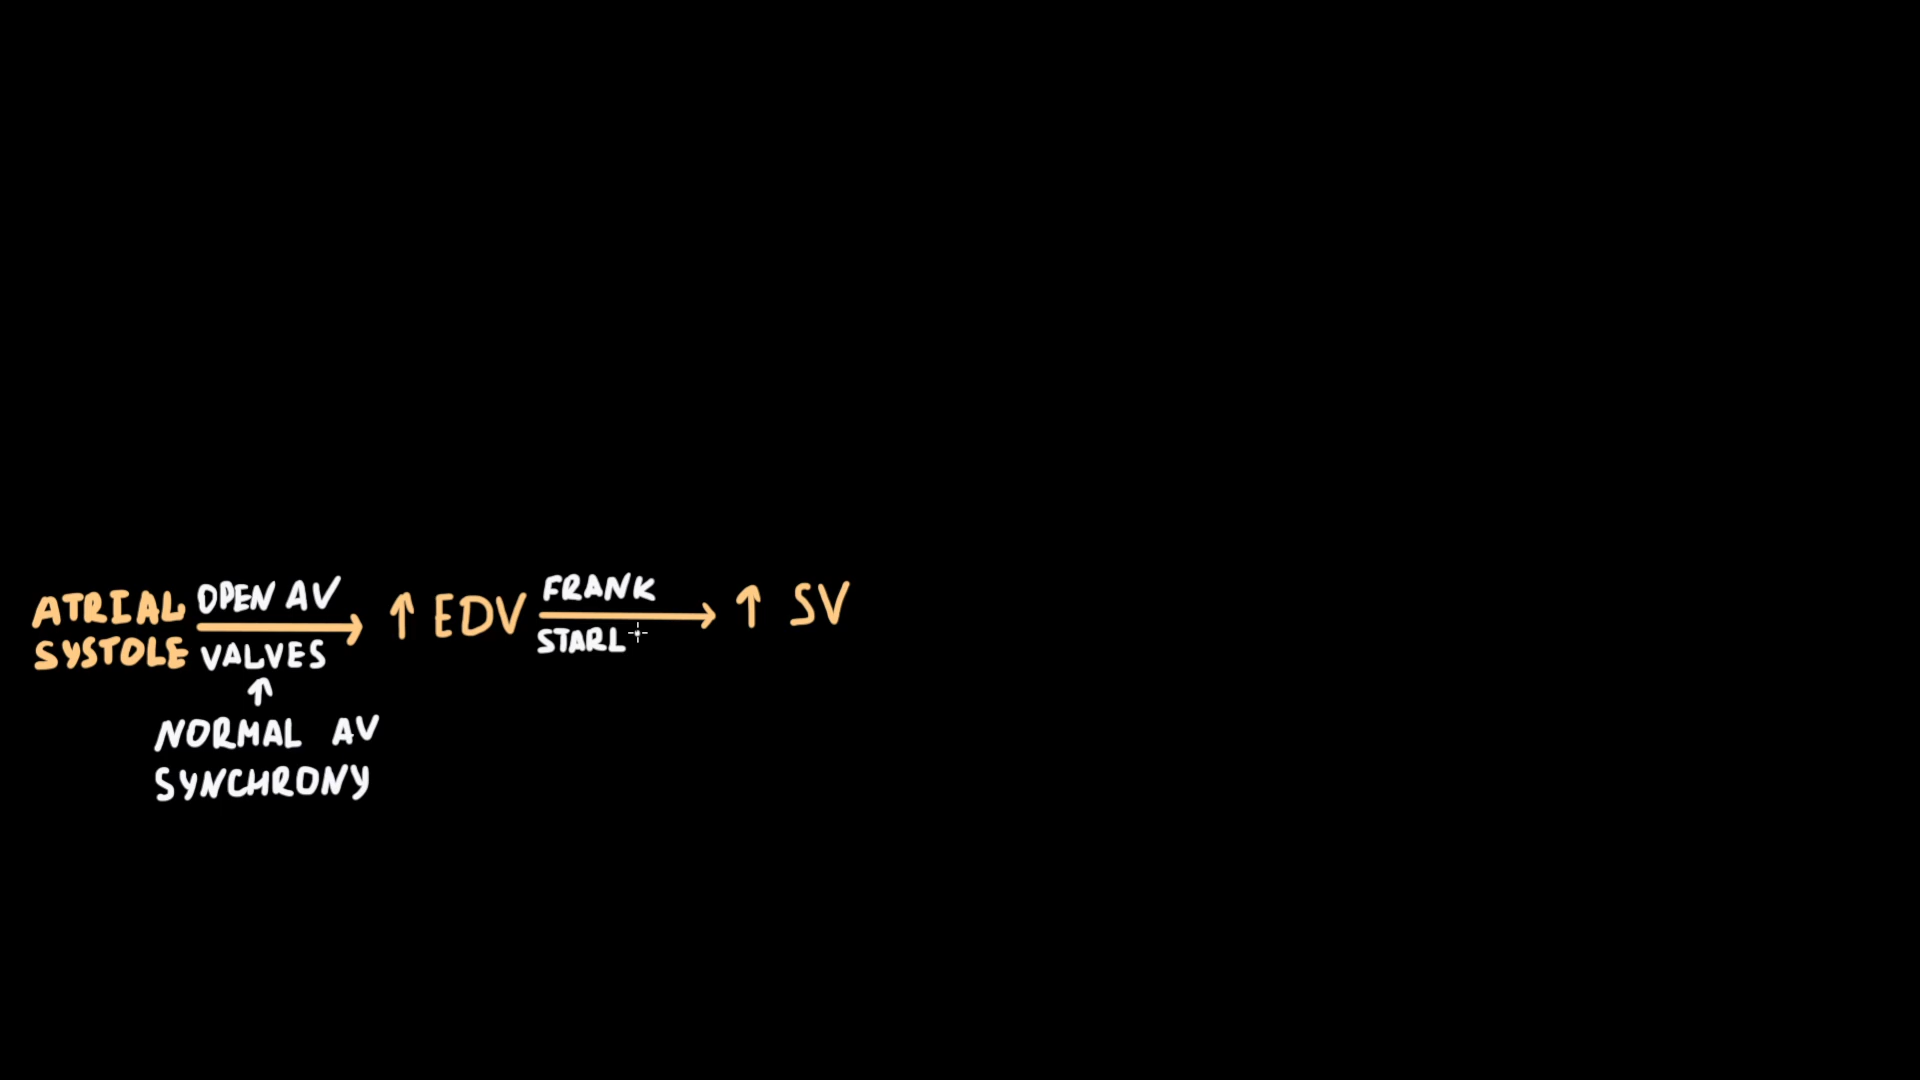 ATRIAL SYSTOLE
OPEN AV
VALVES
↑
NORMAL AV
SYNCHRONY
↑ EDV
FRANK
STARL
↑ SV